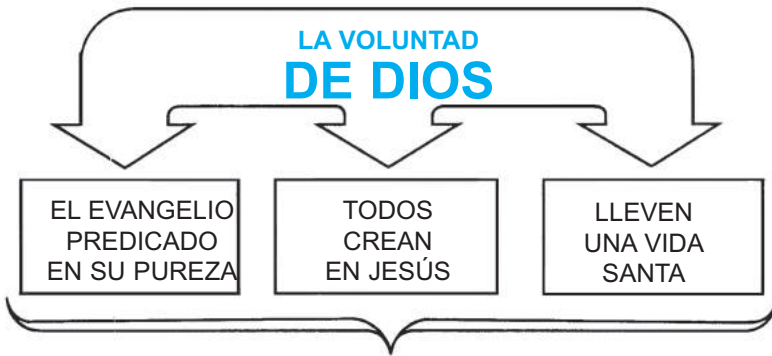 LA VOLUNTAD
DE DIOS
EL EVANGELIO
PREDICADO
EN SU PUREZA
TODOS
CREAN
EN JESÚS
LLEVEN
UNA VIDA
SANTA